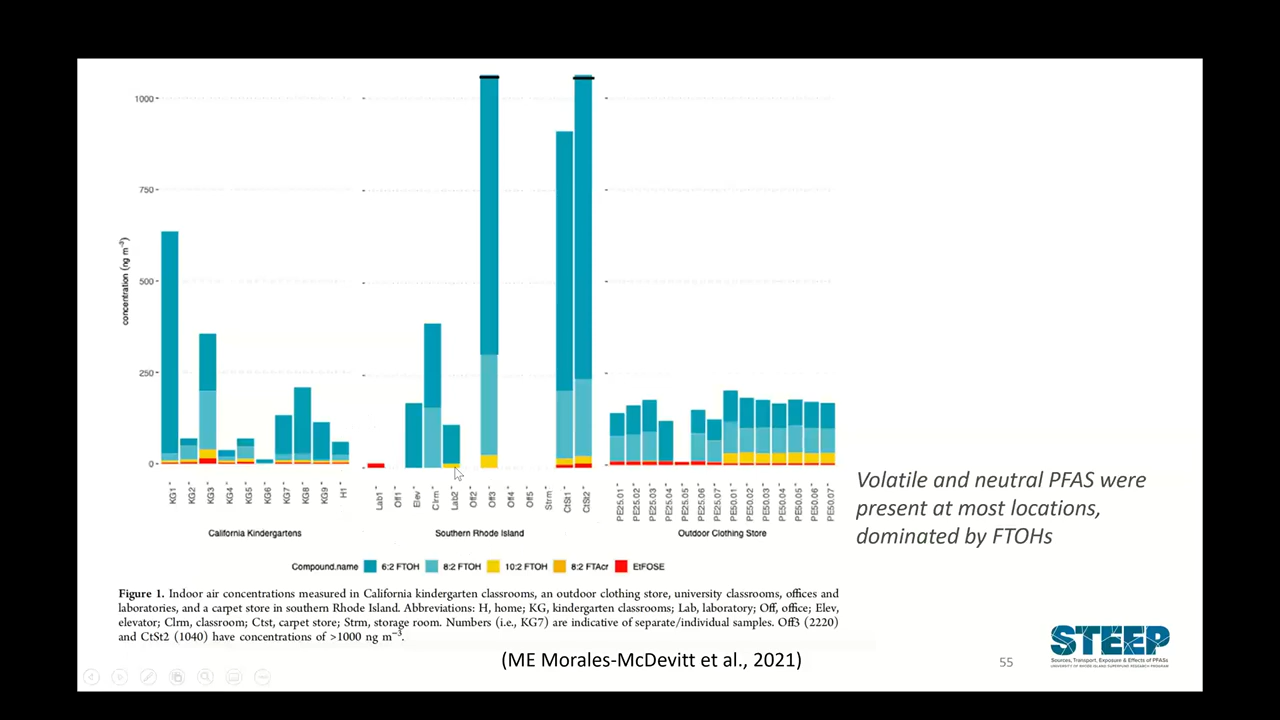 1000
750
500
250
0
concentration (ng m⁻³)
KG1
KG2
KG3
KG4
KG5
KG6
KG7
KG8
KG9
H1
California Kindergartens
Lab1
Off1
Elev
Clrm
Lab2
Off2
Off3
Off4
Off5
Strm
CtSt1
CtSt2
Southern Rhode Island
PE25.01
PE25.02
PE25.03
PE25.04
PE25.05
PE25.06
PE25.07
PE50.01
PE50.02
PE50.03
PE50.04
PE50.05
PE50.06
PE50.07
Outdoor Clothing Store
Compound.name 6:2 FTOH 8:2 FTOH 10:2 FTOH 8:2 FTAcr EtFOSE
Figure 1. Indoor air concentrations measured in California kindergarten classrooms, an outdoor clothing store, university classrooms, offices and
laboratories, and a carpet store in southern Rhode Island. Abbreviations: H, home; KG, kindergarten classrooms; Lab, laboratory; Off, office; Elev,
elevator; Clrm, classroom; Ctst, carpet store; Strm, storage room. Numbers (i.e., KG7) are indicative of separate/individual samples. Off3 (2220)
and CtSt2 (1040) have concentrations of >1000 ng m⁻³.
Volatile and neutral PFAS were
present at most locations,
dominated by FTOHs
(ME Morales-McDevitt et al., 2021)
55
STEEP
Sources, Transport, Exposure & Effects of PFASs
UNIVERSITY OF RHODE ISLAND SUPERFUND RESEARCH PROGRAM